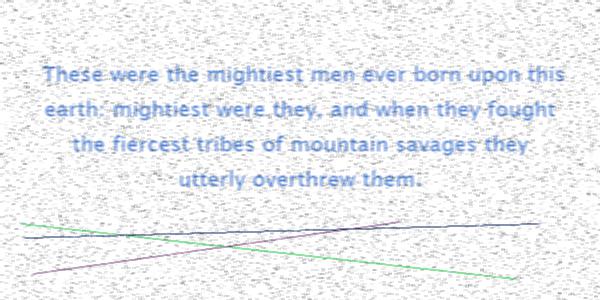 These were the mightiest men ever born upon this
earth: mightiest were they, and when they fought
the fiercest tribes of mountain savages they
utterly overthrew them.